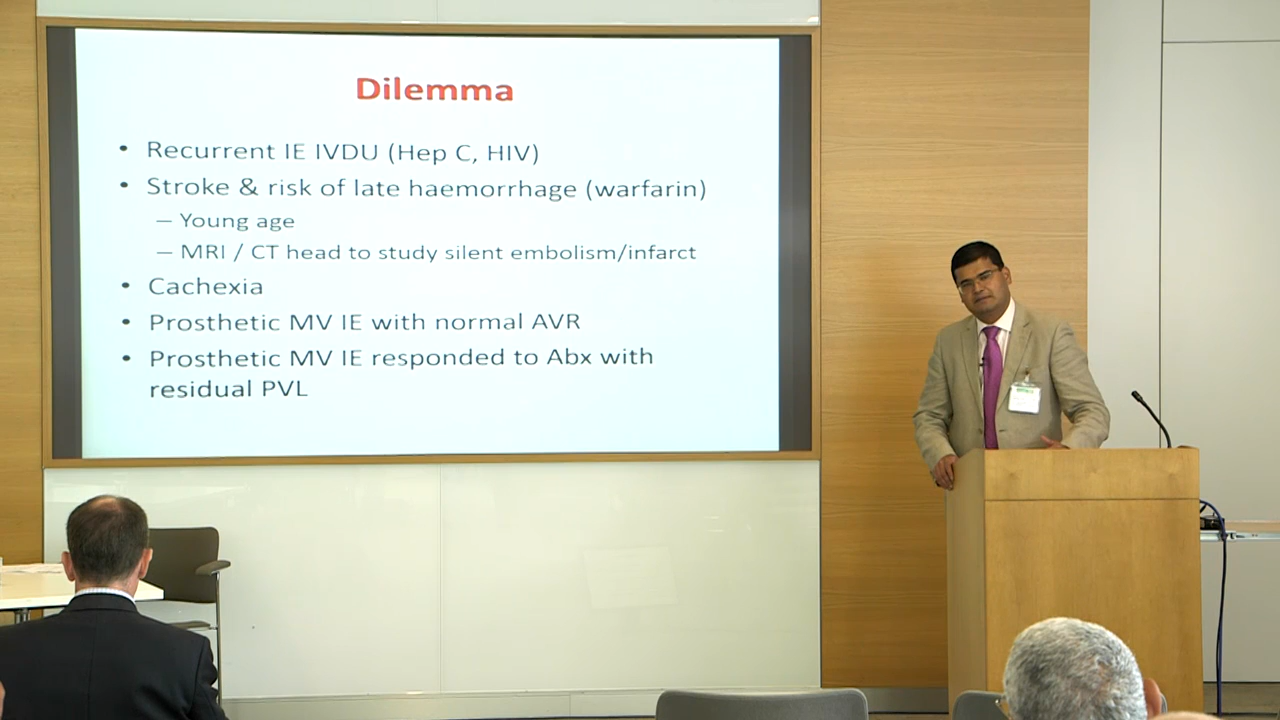 Dilemma
• Recurrent IE IVDU (Hep C, HIV)
• Stroke & risk of late haemorrhage (warfarin)
– Young age
– MRI / CT head to study silent embolism/infarct
• Cachexia
• Prosthetic MV IE with normal AVR
• Prosthetic MV IE responded to Abx with
residual PVL